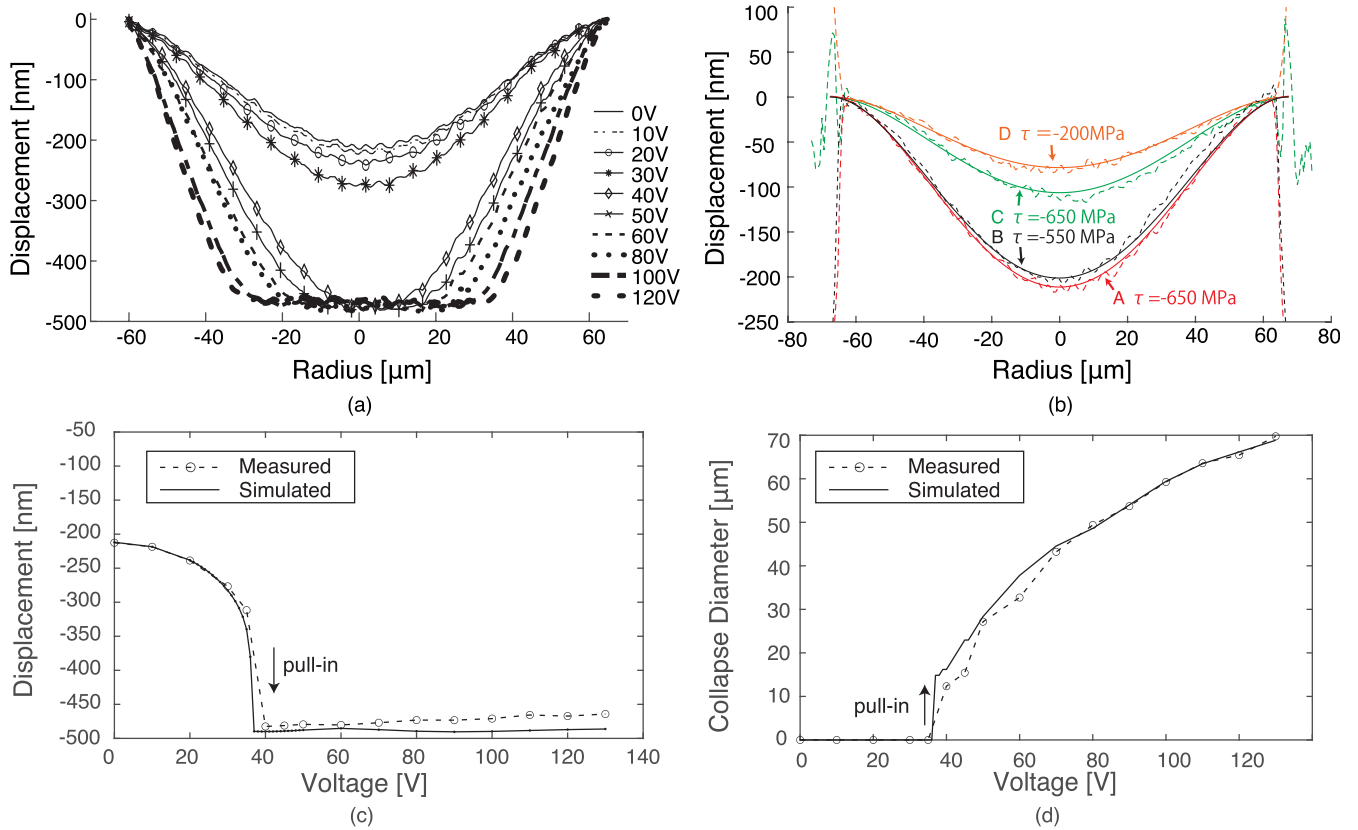 0
-100
-200
-300
-400
-500
-60
-40
-20
0
20
40
60
Displacement [nm]
Radius [µm]
0V
10V
20V
30V
40V
50V
60V
80V
100V
120V
(a)
100
50
0
-50
-100
-150
-200
-250
-80
-60
-40
-20
0
20
40
60
80
Displacement [nm]
Radius [µm]
D τ =-200MPa
C τ =-650 MPa
B τ =-550 MPa
A τ =-650 MPa
(b)
-50
-100
-150
-200
-250
-300
-350
-400
-450
-500
0
20
40
60
80
100
120
140
Displacement [nm]
Voltage [V]
Measured
Simulated
pull-in
(c)
70
60
50
40
30
20
10
0
0
20
40
60
80
100
120
Collapse Diameter [µm]
Voltage [V]
Measured
Simulated
pull-in
(d)